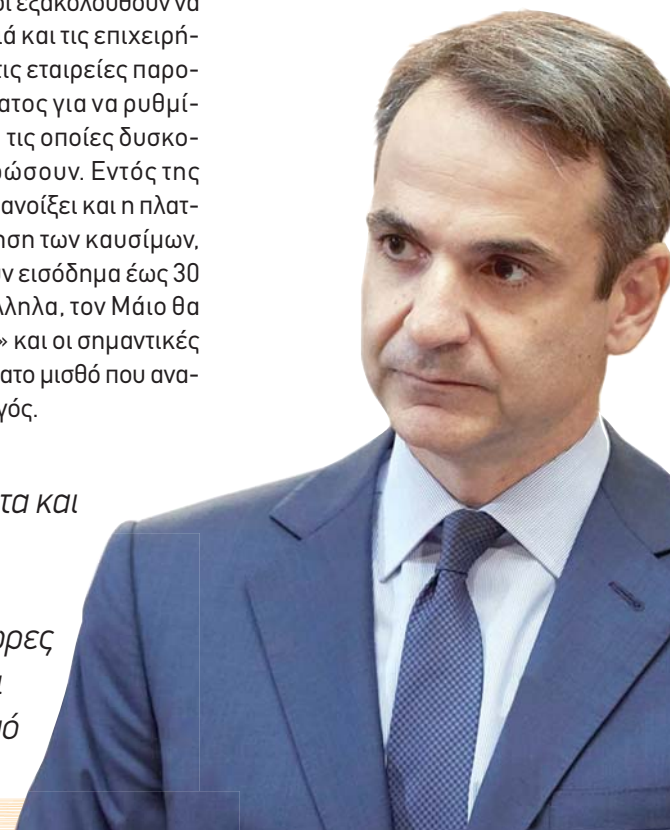 οι εξακολουθούν να
ιά και τις επιχειρή-
τις εταιρείες παρο-
ατος για να ρυθμί-
τις οποίες δυσκο-
ώσουν. Εντός της
ανοίξει και η πλατ-
ηση των καυσίμων,
ν εισόδημα έως 30
λληλα, τον Μάιο θα
» και οι σημαντικές
ατο μισθό που ανα-
γός.
τα και
ρες
ι
ό